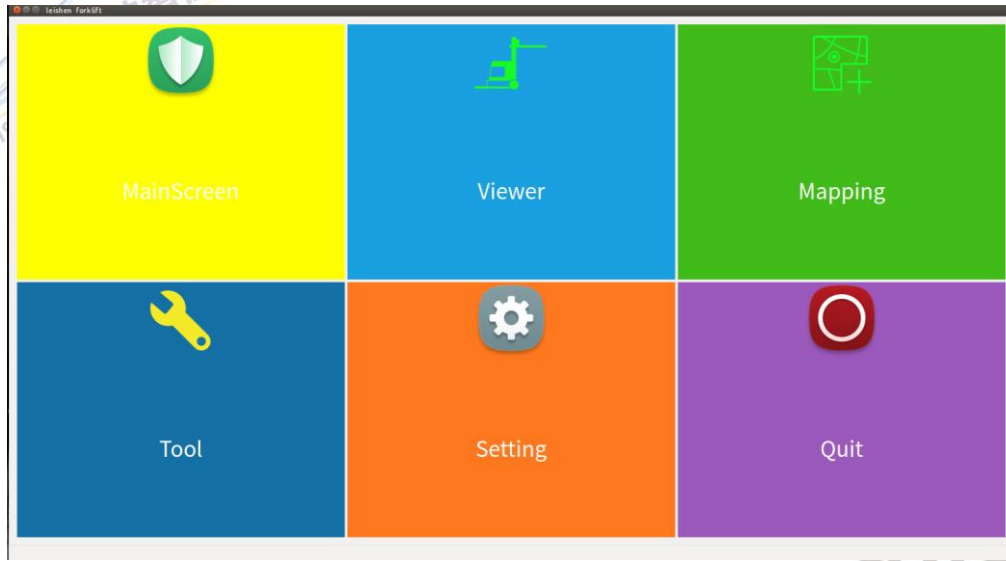 leishen forklift
MainScreen
Viewer
Mapping
Tool
Setting
Quit